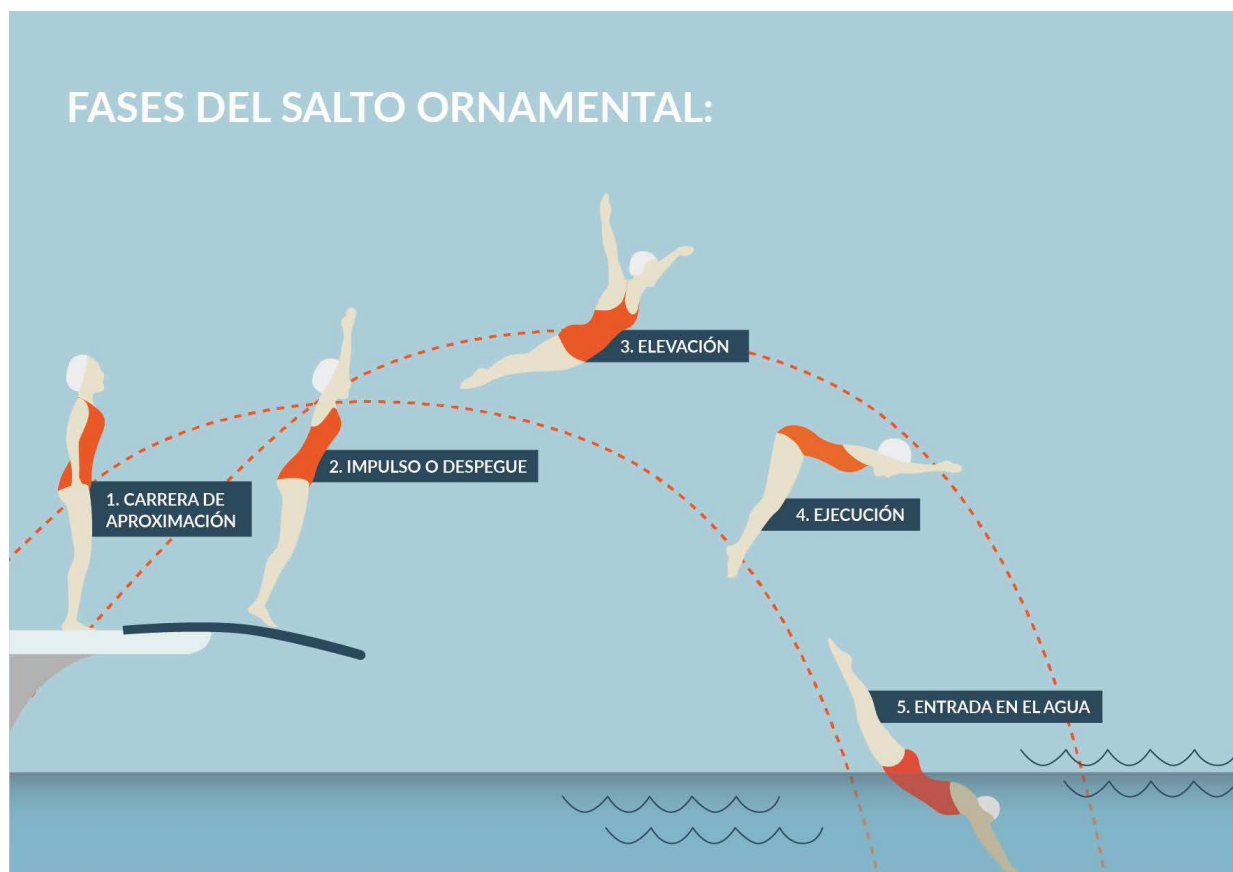 FASES DEL SALTO ORNAMENTAL:
1. CARRERA DE
APROXIMACIÓN
2. IMPULSO O DESPEGUE
3. ELEVACIÓN
4. EJECUCIÓN
5. ENTRADA EN EL AGUA